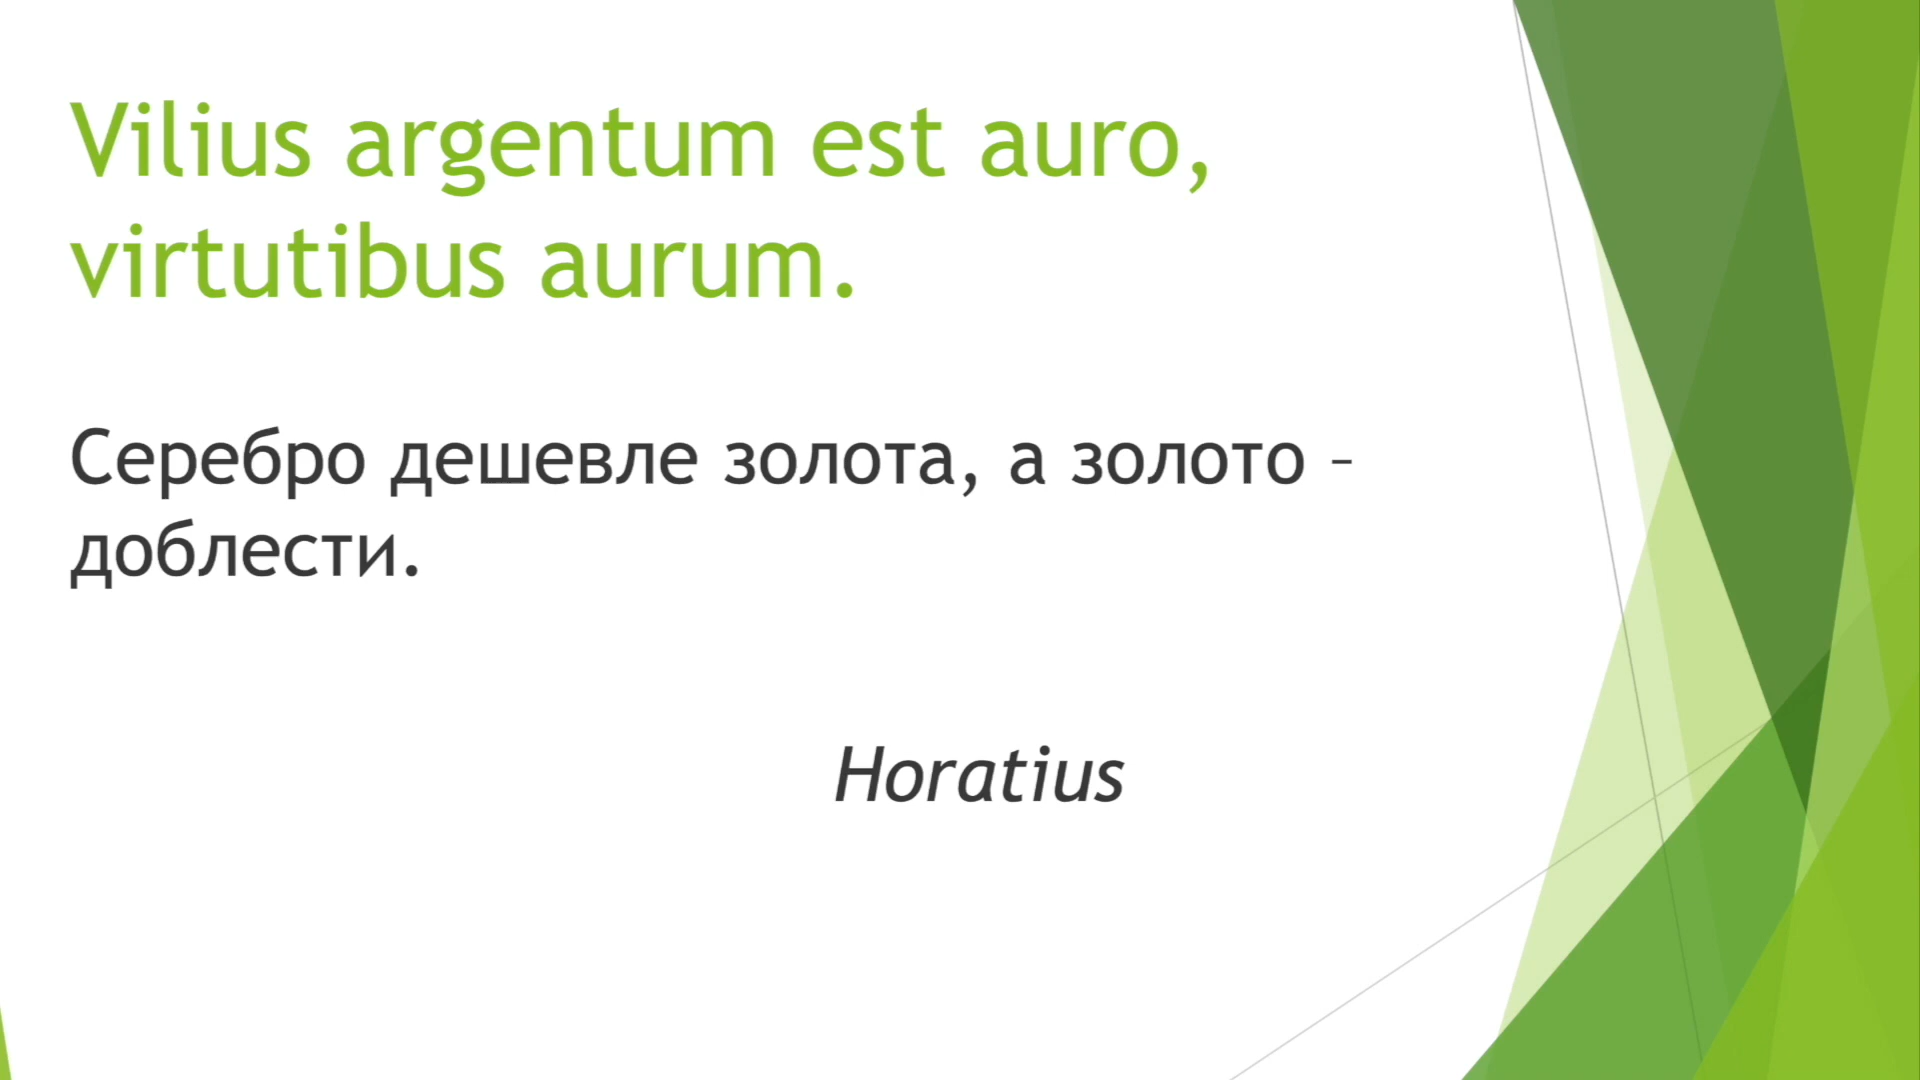 Vilius argentum est auro,
virtutibus aurum.
Серебро дешевле золота, а золото –
доблести.
Horatius